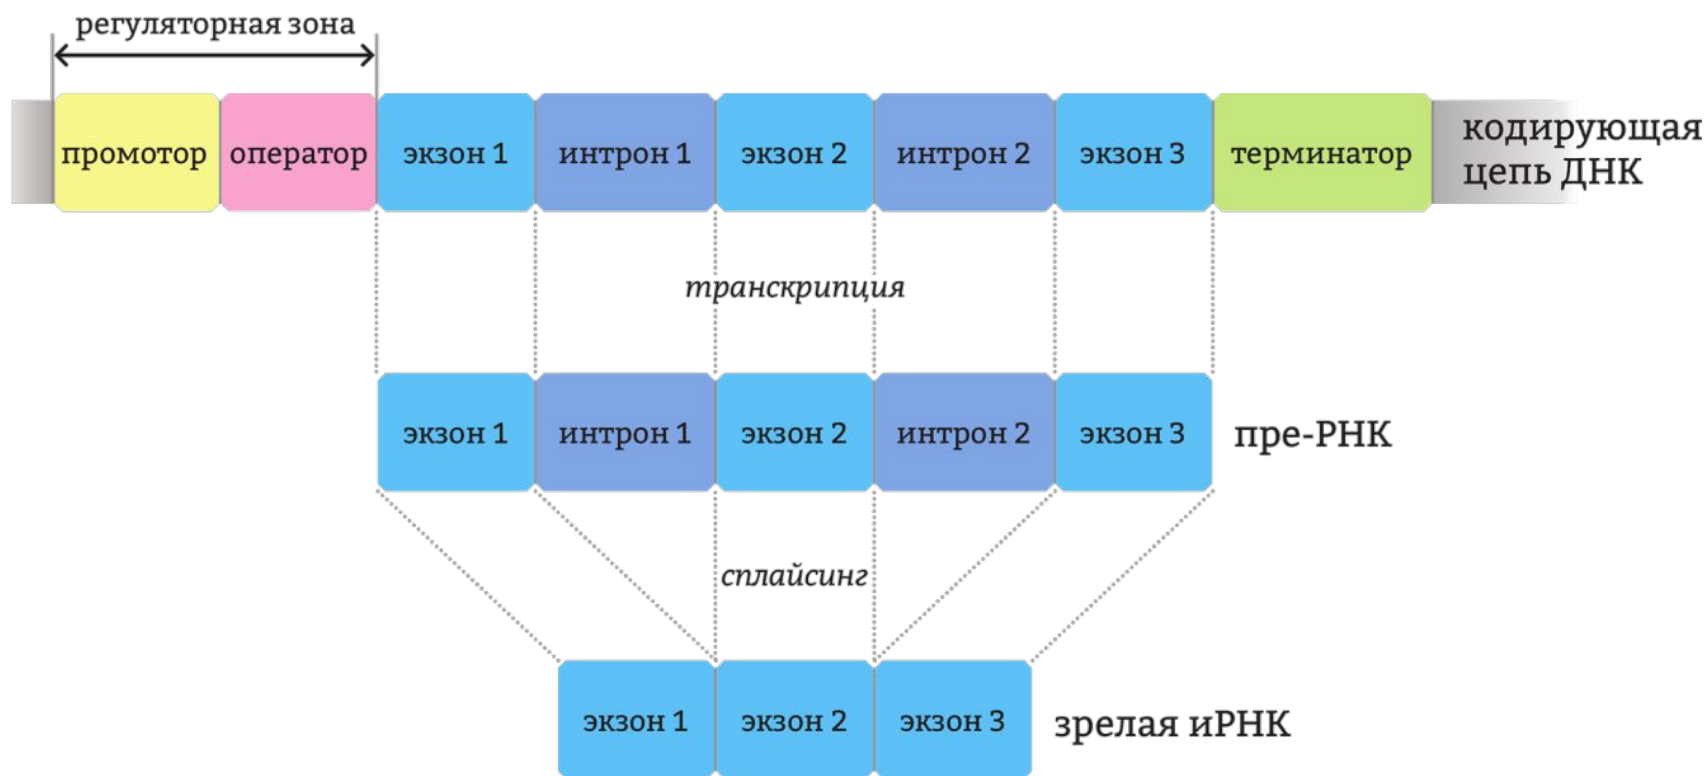 регуляторная зона
промотор оператор экзон 1 интрон 1 экзон 2 интрон 2 экзон 3 терминатор
кодирующая
цепь ДНК
транскрипция
экзон 1 интрон 1 экзон 2 интрон 2 экзон 3 пре-РНК
сплайсинг
экзон 1 экзон 2 экзон 3 зрелая иРНК